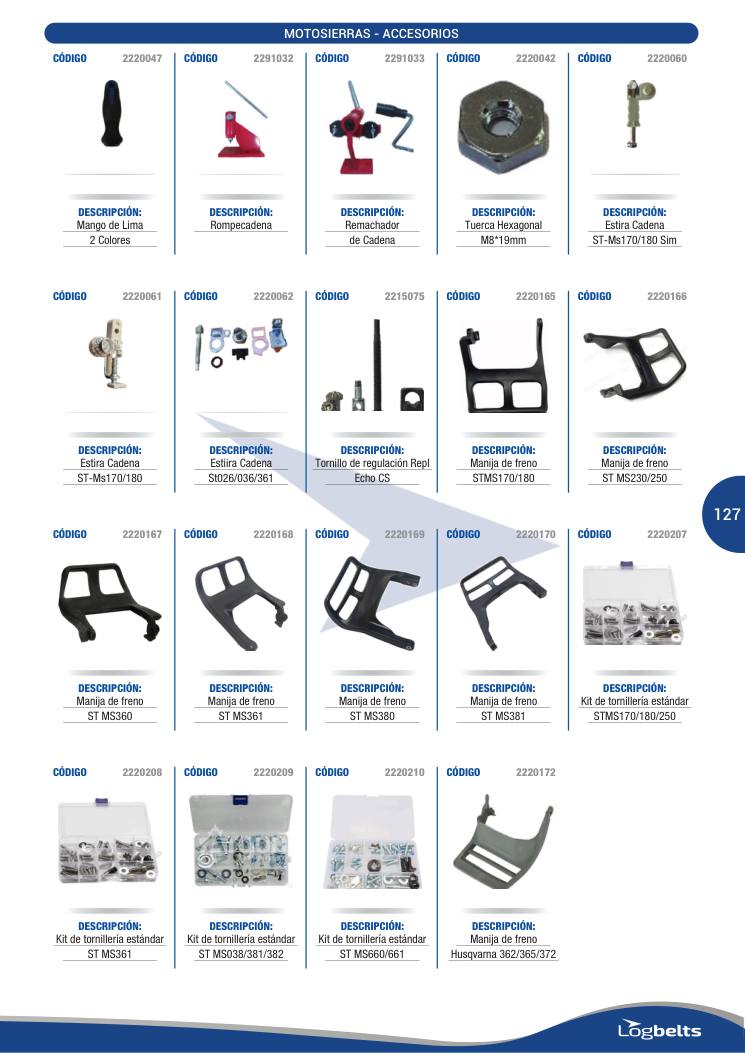 MOTOSIERRAS - ACCESORIOS
CÓDIGO 2220047
DESCRIPCIÓN:
Mango de Lima
2 Colores
CÓDIGO 2291032
DESCRIPCIÓN:
Rompecadena
CÓDIGO 2291033
DESCRIPCIÓN:
Remachador
de Cadena
CÓDIGO 2220042
DESCRIPCIÓN:
Tuerca Hexagonal
M8*19mm
CÓDIGO 2220060
DESCRIPCIÓN:
Estira Cadena
ST-Ms170/180 Sim
CÓDIGO 2220061
DESCRIPCIÓN:
Estira Cadena
ST-Ms170/180
CÓDIGO 2220062
DESCRIPCIÓN:
Estiira Cadena
St026/036/361
CÓDIGO 2215075
DESCRIPCIÓN:
Tornillo de regulación Repl
Echo CS
CÓDIGO 2220165
DESCRIPCIÓN:
Manija de freno
STMS170/180
CÓDIGO 2220166
DESCRIPCIÓN:
Manija de freno
ST MS230/250
127
CÓDIGO 2220167
DESCRIPCIÓN:
Manija de freno
ST MS360
CÓDIGO 2220168
DESCRIPCIÓN:
Manija de freno
ST MS361
CÓDIGO 2220169
DESCRIPCIÓN:
Manija de freno
ST MS380
CÓDIGO 2220170
DESCRIPCIÓN:
Manija de freno
ST MS381
CÓDIGO 2220207
DESCRIPCIÓN:
Kit de tornillería estándar
STMS170/180/250
CÓDIGO 2220208
DESCRIPCIÓN:
Kit de tornillería estándar
ST MS361
CÓDIGO 2220209
DESCRIPCIÓN:
Kit de tornillería estándar
ST MS038/381/382
CÓDIGO 2220210
DESCRIPCIÓN:
Kit de tornillería estándar
ST MS660/661
CÓDIGO 2220172
DESCRIPCIÓN:
Manija de freno
Husqvarna 362/365/372
Logbelts